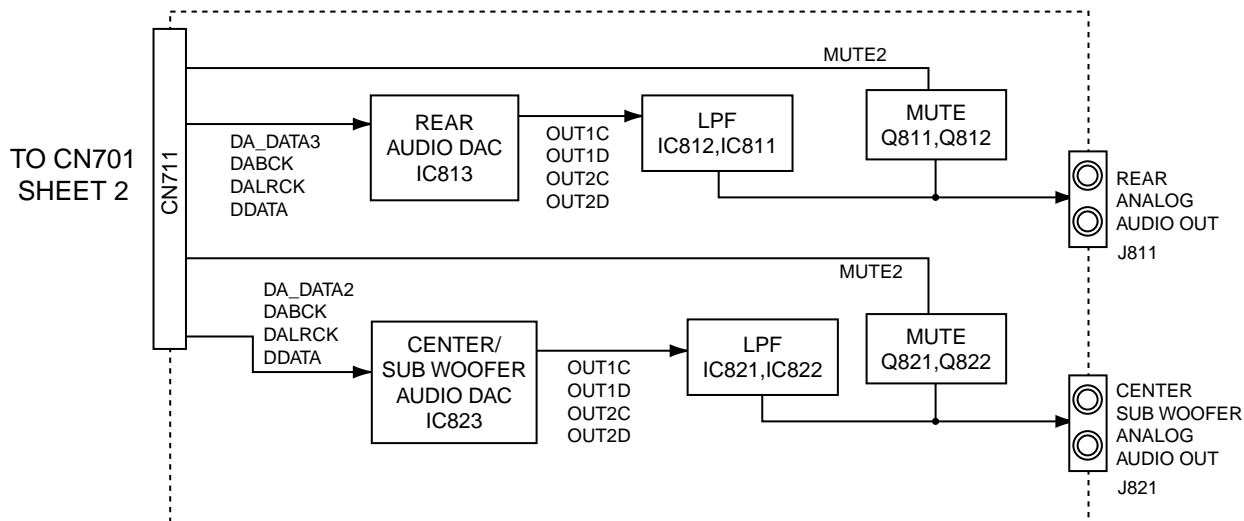 TO CN701
SHEET 2
CN711
MUTE2
DA_DATA3
DABCK
DALRCK
DDATA
REAR
AUDIO DAC
IC813
OUT1C
OUT1D
OUT2C
OUT2D
LPF
IC812,IC811
MUTE
Q811,Q812
REAR
ANALOG
AUDIO OUT
J811
MUTE2
DA_DATA2
DABCK
DALRCK
DDATA
CENTER/
SUB WOOFER
AUDIO DAC
IC823
OUT1C
OUT1D
OUT2C
OUT2D
LPF
IC821,IC822
MUTE
Q821,Q822
CENTER
SUB WOOFER
ANALOG
AUDIO OUT
J821